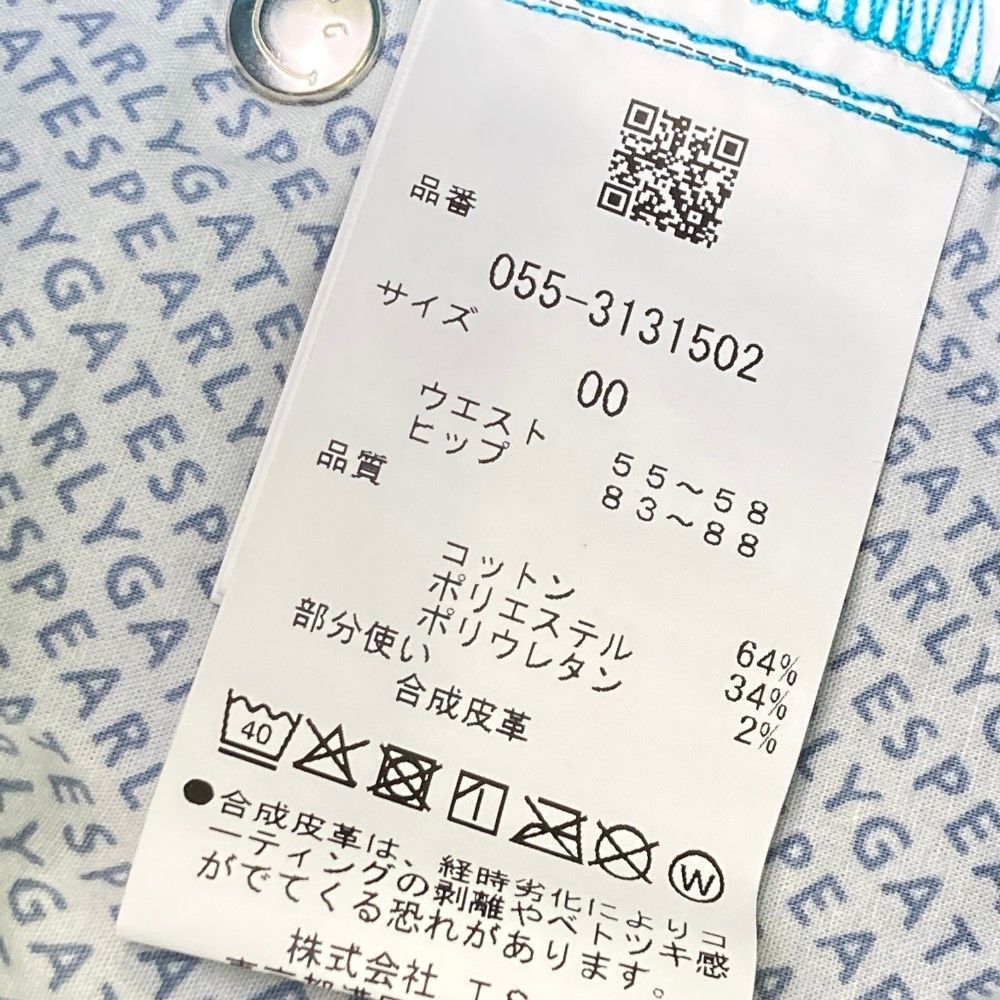 品番
055-3131502
サイズ
00
ウエスト 55~58
ヒップ 83~88
品質
コットン 64%
ポリエステル 34%
ポリウレタン 2%
部分使い
合成皮革
40
W
●合成皮革は、経時劣化によりコ
ーティングの剥離やベトツキ感
がでてくる恐れがあります。
株式会社
PEARLYGATES